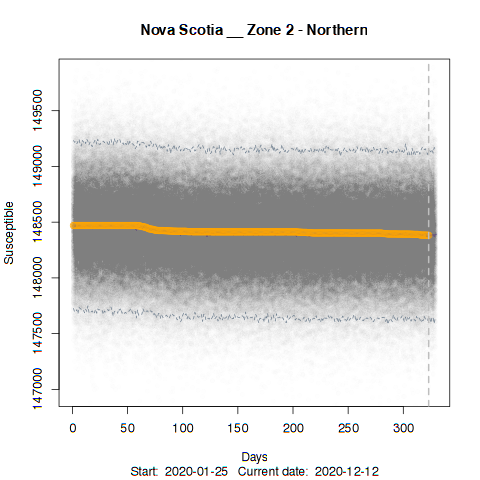 Nova Scotia __ Zone 2 - Northern
Susceptible
149500
149000
148500
148000
147500
147000
0 50 100 150 200 250 300
Days
Start: 2020-01-25 Current date: 2020-12-12